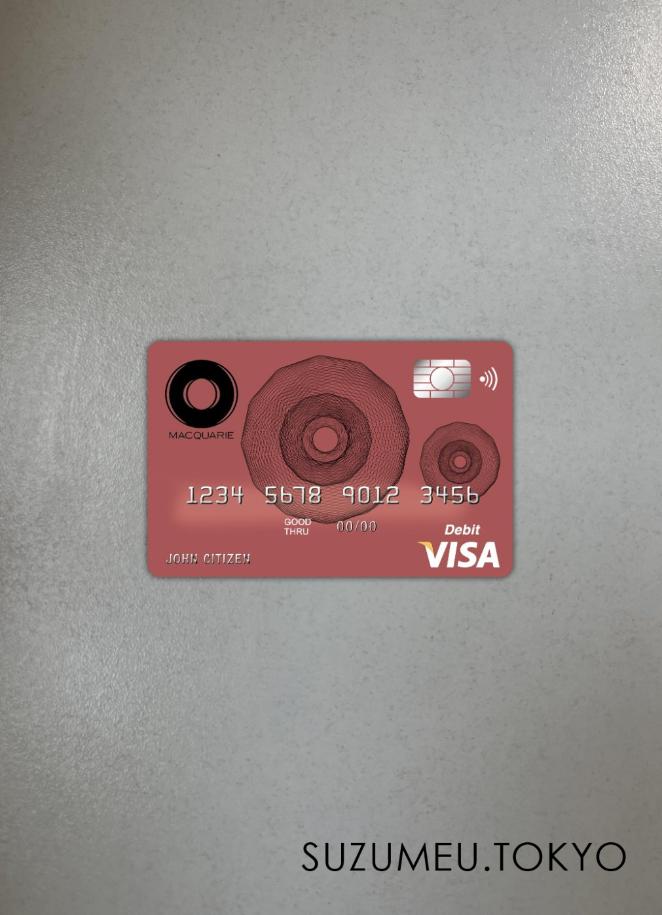 MACQUARIE
1234 5678 9012 3456
GOOD THRU 00/00
Debit
JOHN CITIZEN
VISA
SUZUMEU.TOKYO